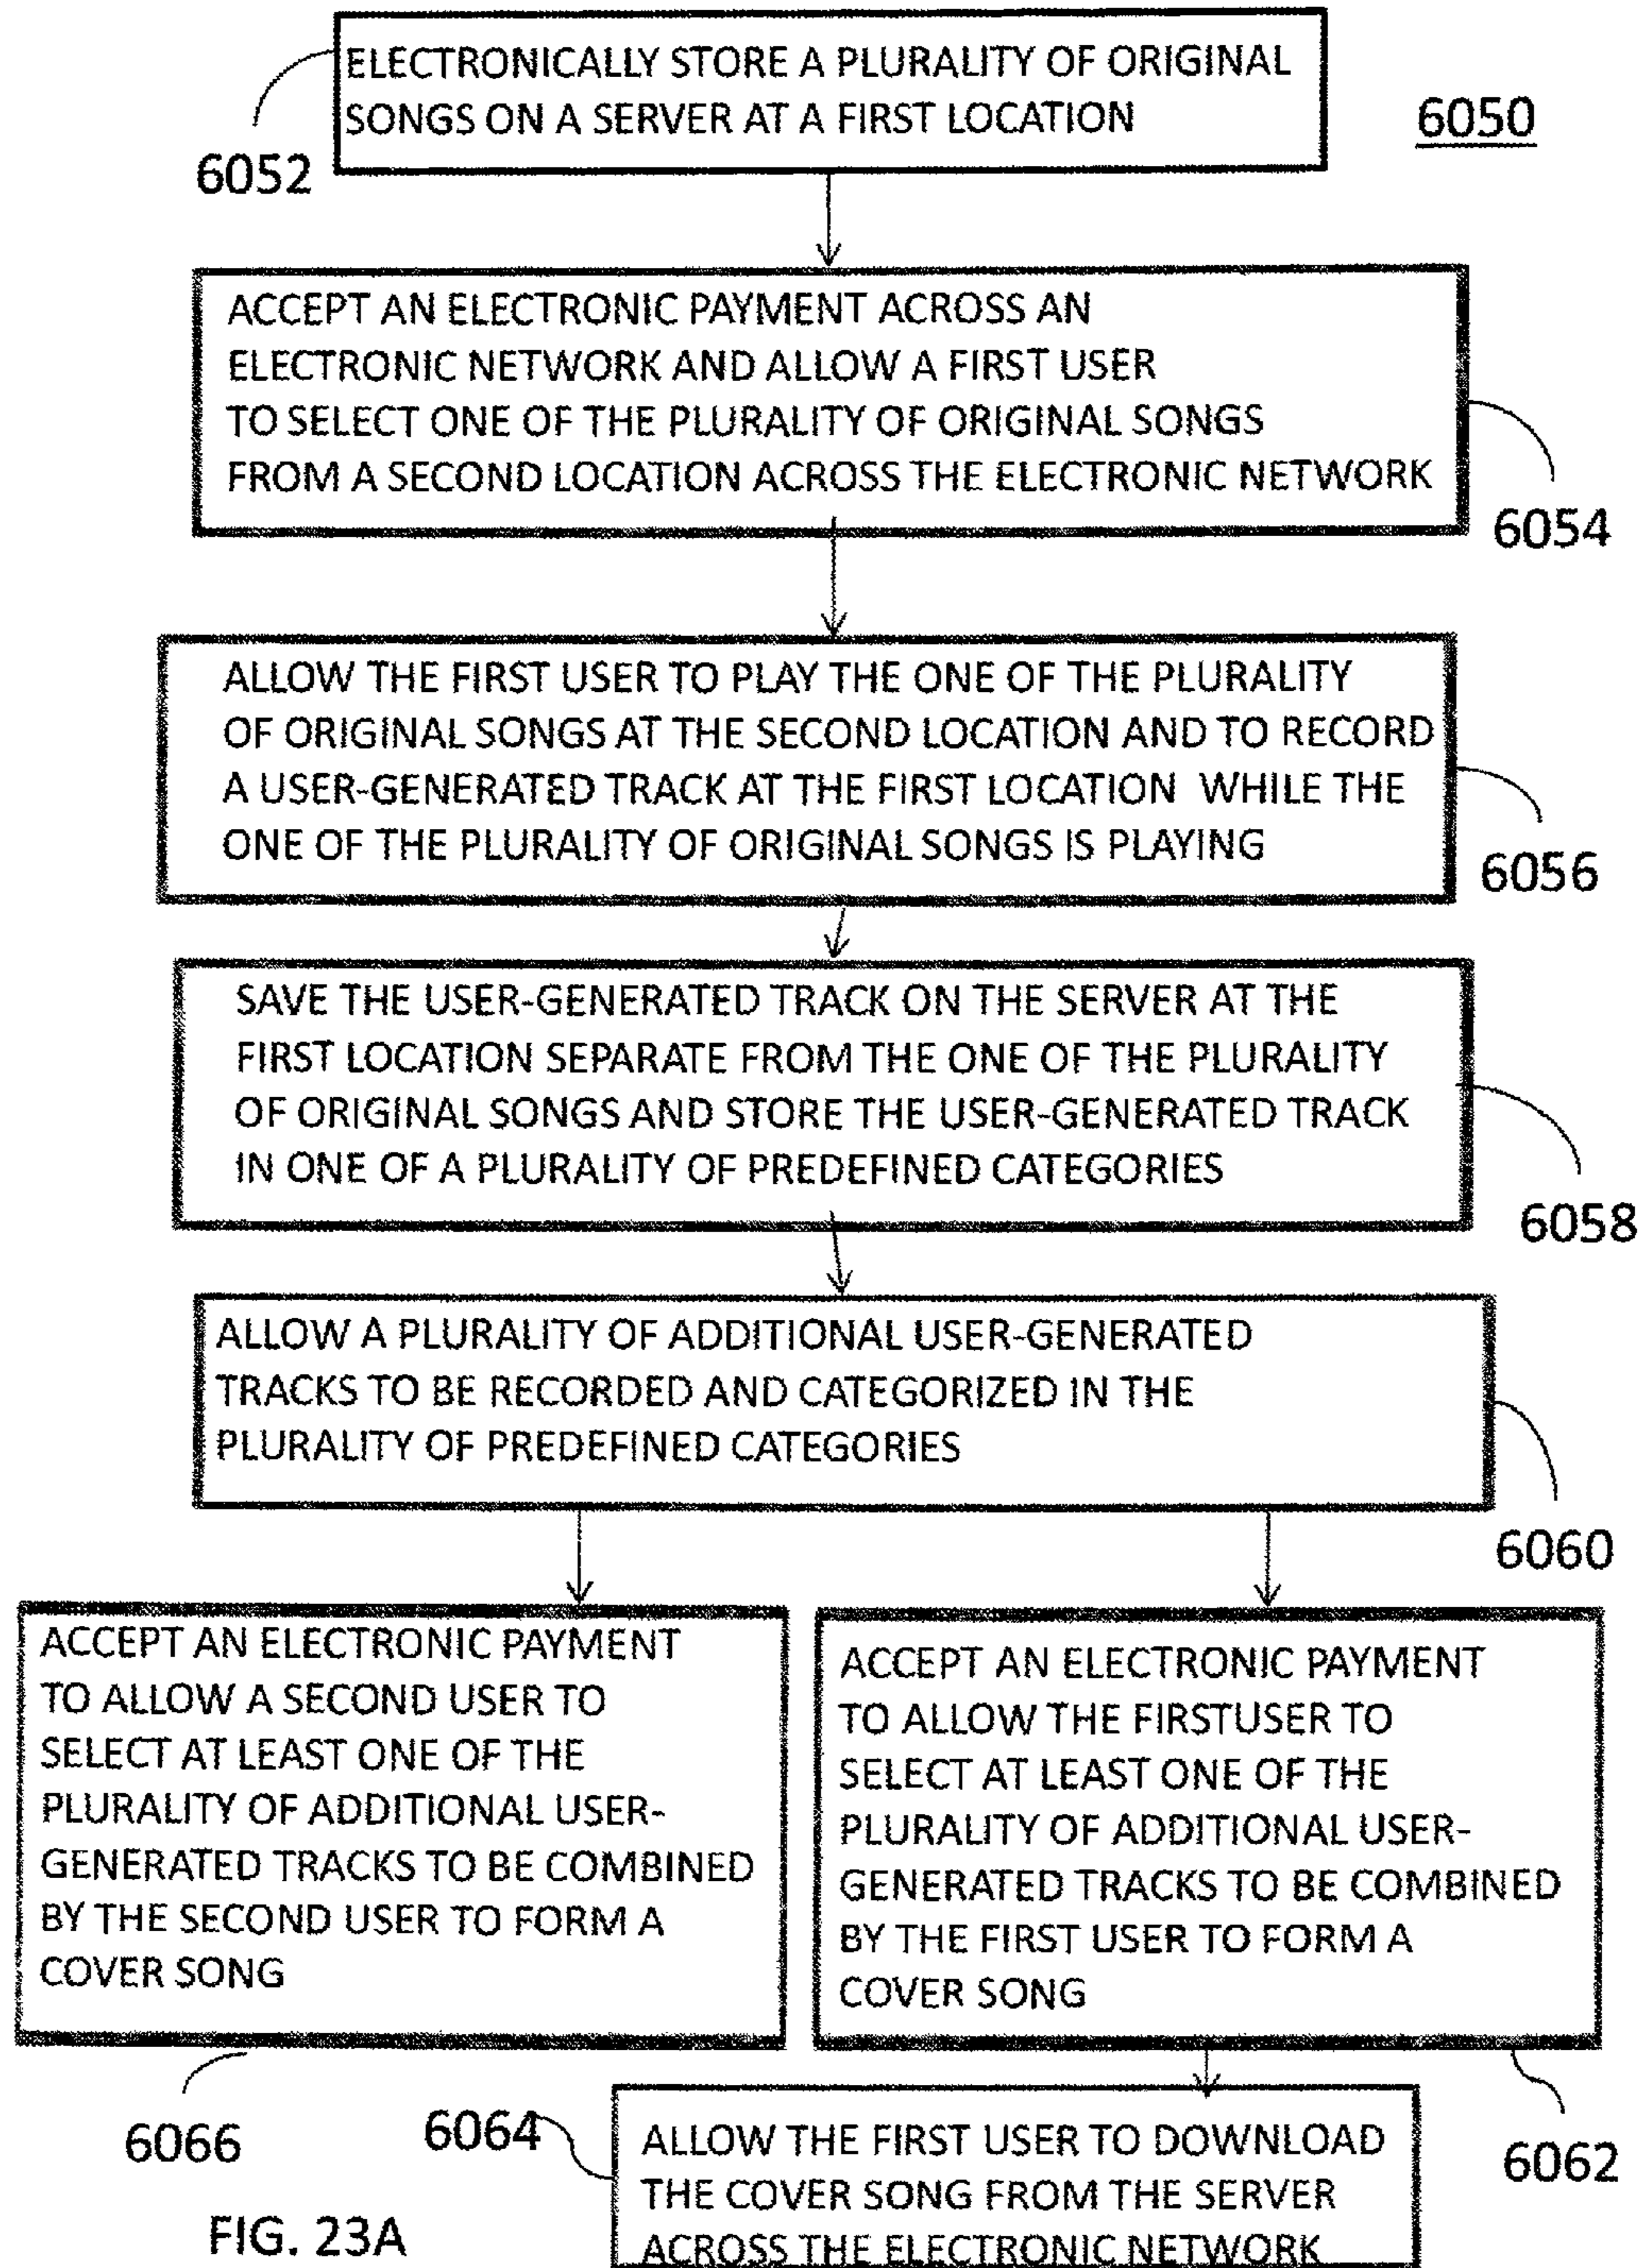 ELECTRONICALLY STORE A PLURALITY OF ORIGINAL
SONGS ON A SERVER AT A FIRST LOCATION
6050
6052
ACCEPT AN ELECTRONIC PAYMENT ACROSS AN
ELECTRONIC NETWORK AND ALLOW A FIRST USER
TO SELECT ONE OF THE PLURALITY OF ORIGINAL SONGS
FROM A SECOND LOCATION ACROSS THE ELECTRONIC NETWORK
6054
ALLOW THE FIRST USER TO PLAY THE ONE OF THE PLURALITY
OF ORIGINAL SONGS AT THE SECOND LOCATION AND TO RECORD
A USER-GENERATED TRACK AT THE FIRST LOCATION WHILE THE
ONE OF THE PLURALITY OF ORIGINAL SONGS IS PLAYING
6056
SAVE THE USER-GENERATED TRACK ON THE SERVER AT THE
FIRST LOCATION SEPARATE FROM THE ONE OF THE PLURALITY
OF ORIGINAL SONGS AND STORE THE USER-GENERATED TRACK
IN ONE OF A PLURALITY OF PREDEFINED CATEGORIES
6058
ALLOW A PLURALITY OF ADDITIONAL USER-GENERATED
TRACKS TO BE RECORDED AND CATEGORIZED IN THE
PLURALITY OF PREDEFINED CATEGORIES
6060
ACCEPT AN ELECTRONIC PAYMENT
TO ALLOW A SECOND USER TO
SELECT AT LEAST ONE OF THE
PLURALITY OF ADDITIONAL USER-
GENERATED TRACKS TO BE COMBINED
BY THE SECOND USER TO FORM A
COVER SONG
6066
ACCEPT AN ELECTRONIC PAYMENT
TO ALLOW THE FIRSTUSER TO
SELECT AT LEAST ONE OF THE
PLURALITY OF ADDITIONAL USER-
GENERATED TRACKS TO BE COMBINED
BY THE FIRST USER TO FORM A
COVER SONG
6062
6064
ALLOW THE FIRST USER TO DOWNLOAD
THE COVER SONG FROM THE SERVER
ACROSS THE ELECTRONIC NETWORK
FIG. 23A